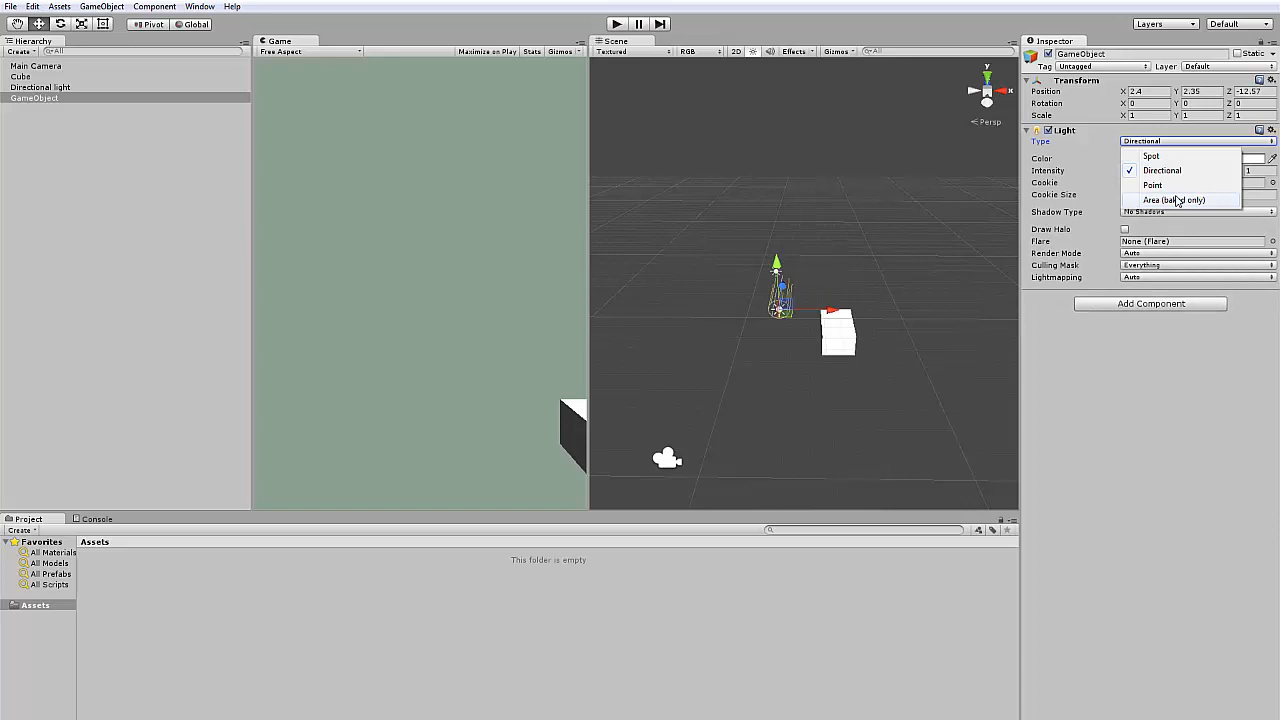 File Edit Assets GameObject Component Window Help
Pivot Global Layers Default
Hierarchy
Create All
Main Camera
Cube
Directional light
GameObject
Game
Free Aspect Maximize on Play Stats Gizmos
Scene
Textured RGB 2D Effects Gizmos All
y
x
Persp
Inspector
GameObject Static
Tag Untagged Layer Default
Transform
Position X 2.4 Y 2.35 Z -12.57
Rotation X 0 Y 0 Z 0
Scale X 1 Y 1 Z 1
Light
Type Directional
Spot
Directional
Point
Area (baked only)
Color
Intensity 1
Cookie
Cookie Size
Shadow Type No Shadows
Draw Halo
Flare None (Flare)
Render Mode Auto
Culling Mask Everything
Lightmapping Auto
Add Component
Project Console
Create
Favorites
All Materials
All Models
All Prefabs
All Scripts
Assets
Assets
This folder is empty